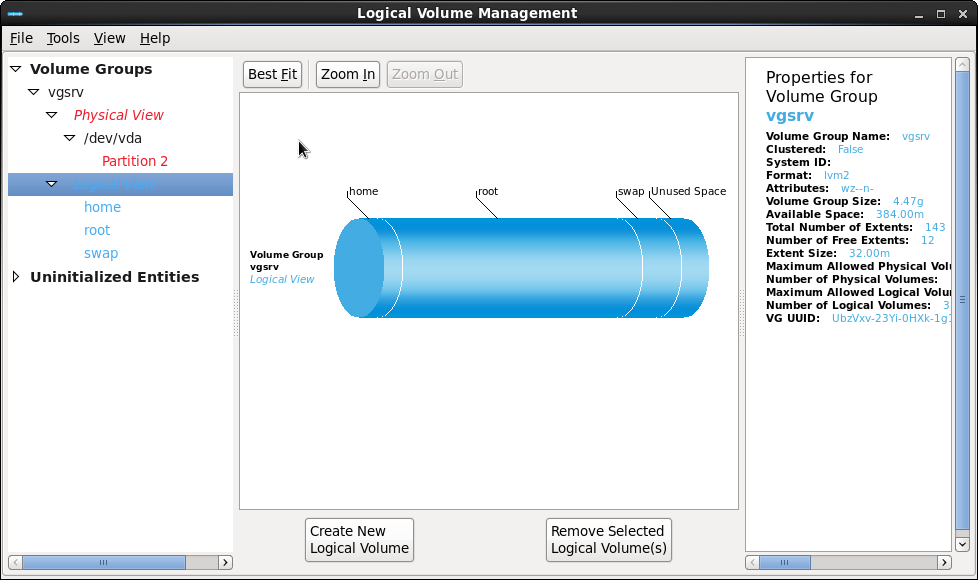 Logical Volume Management
File Tools View Help
Volume Groups
vgsrv
Physical View
/dev/vda
Partition 2
Logical View
home
root
swap
Uninitialized Entities
Best Fit
Zoom In
Zoom Out
home
root
swap
Unused Space
Volume Group
vgsrv
Logical View
Create New
Logical Volume
Remove Selected
Logical Volume(s)
Properties for
Volume Group
vgsrv
Volume Group Name: vgsrv
Clustered: False
System ID:
Format: lvm2
Attributes: wz--n-
Volume Group Size: 4.47g
Available Space: 384.00m
Total Number of Extents: 143
Number of Free Extents: 12
Extent Size: 32.00m
Maximum Allowed Physical Vol
Number of Physical Volumes:
Maximum Allowed Logical Volu
Number of Logical Volumes: 3
VG UUID: UbzVxv-23Yi-0HXk-1g